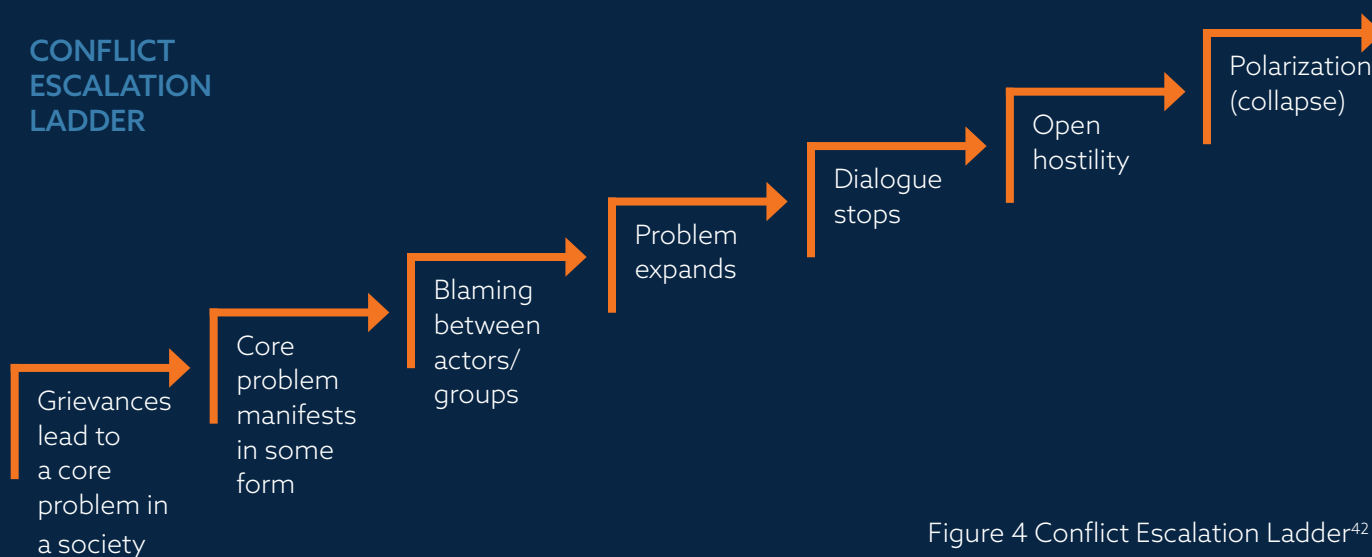 CONFLICT
ESCALATION
LADDER
Grievances
lead to
a core
problem in
a society
Core
problem
manifests
in some
form
Blaming
between
actors/
groups
Problem
expands
Dialogue
stops
Open
hostility
Polarization
(collapse)
Figure 4 Conflict Escalation Ladder42